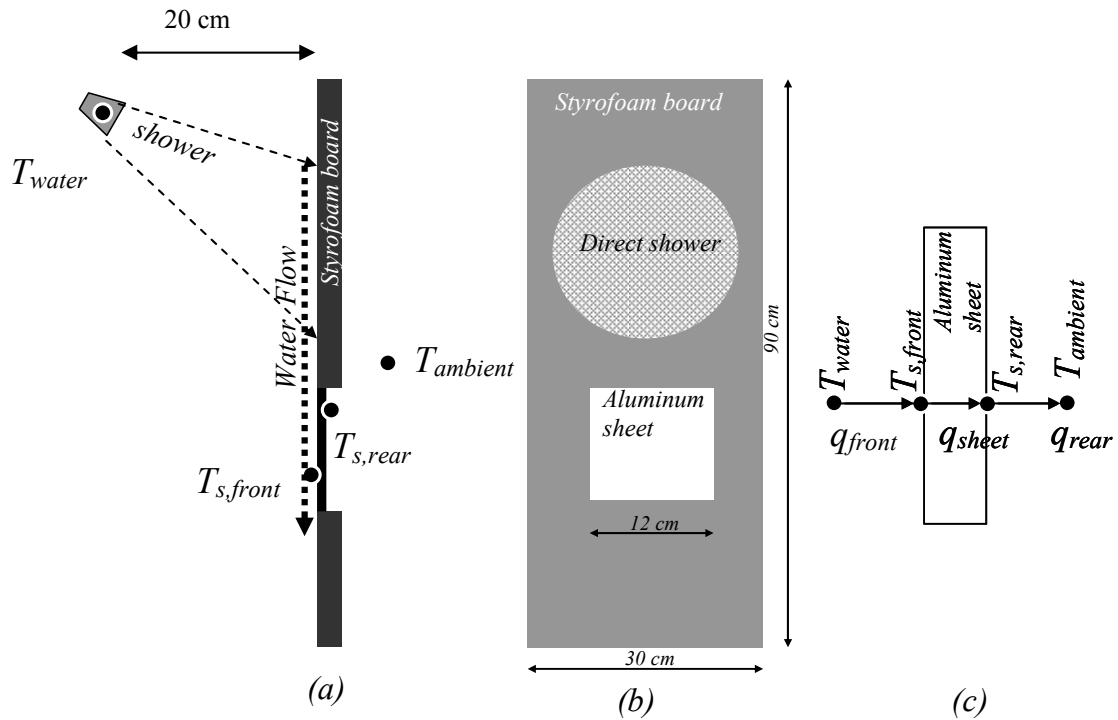 20 cm
shower
T_water
Water Flow
Styrofoam board
T_ambient
T_s,rear
T_s,front
(a)
Styrofoam board
Direct shower
Aluminum
sheet
12 cm
90 cm
30 cm
(b)
Aluminum
sheet
T_water
T_s,front
T_s,rear
T_ambient
q_front
q_sheet
q_rear
(c)